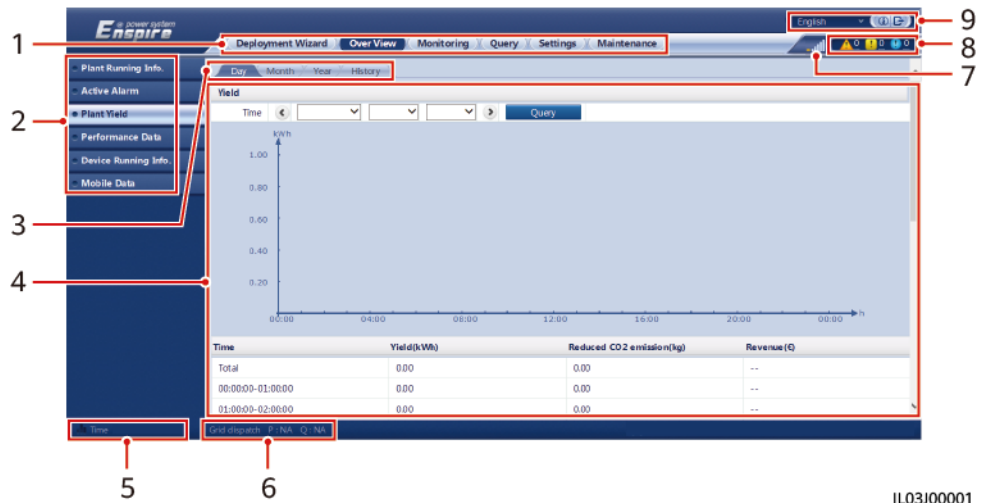 Enspire
e power system
English
1
Deployment Wizard Over View Monitoring Query Settings Maintenance
0 0 0
9
8
7
2
Plant Running Info.
Active Alarm
Plant Yield
Performance Data
Device Running Info.
Mobile Data
3
Day Month Year History
4
Yield
Time Query
kWh
1.00
0.80
0.60
0.40
0.20
00:00 04:00 08:00 12:00 16:00 20:00 00:00 h
Time Yield(kWh) Reduced CO2 emission(kg) Revenue(€)
Total 0.00 0.00 --
00:00:00-01:00:00 0.00 0.00 --
01:00:00-02:00:00 0.00 0.00 --
Time Grid dispatch P : NA Q : NA
5 6
IL03J00001